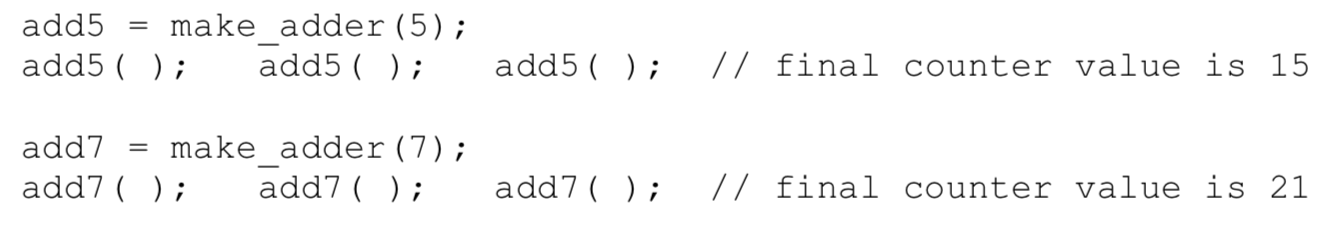 add5 = make_adder(5);
add5( ); add5( ); add5( ); // final counter value is 15
add7 = make_adder(7);
add7( ); add7( ); add7( ); // final counter value is 21